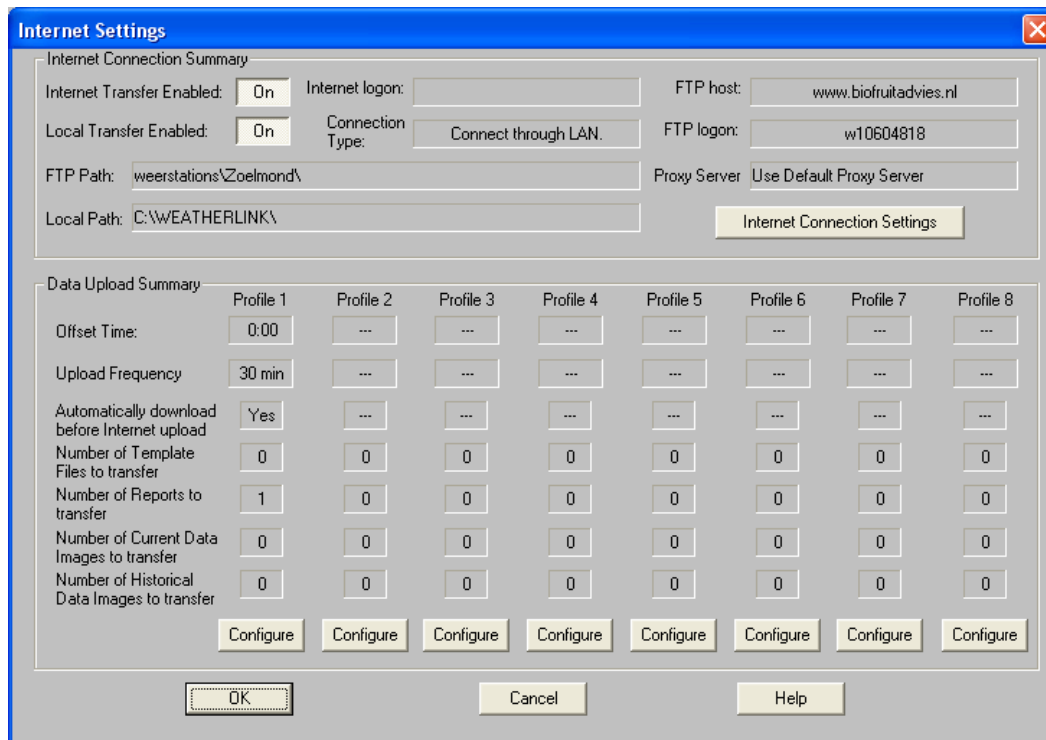 Internet Settings
Internet Connection Summary
Internet Transfer Enabled: On Internet logon: FTP host: www.biofruitadvies.nl
Local Transfer Enabled: On Connection Type: Connect through LAN. FTP logon: w10604818
FTP Path: weerstations\Zoelmond\ Proxy Server Use Default Proxy Server
Local Path: C:\WEATHERLINK\ Internet Connection Settings
Data Upload Summary
Profile 1 Profile 2 Profile 3 Profile 4 Profile 5 Profile 6 Profile 7 Profile 8
Offset Time: 0:00 --- --- --- --- --- --- ---
Upload Frequency 30 min --- --- --- --- --- --- ---
Automatically download
before Internet upload Yes --- --- --- --- --- --- ---
Number of Template
Files to transfer 0 0 0 0 0 0 0 0
Number of Reports to
transfer 1 0 0 0 0 0 0 0
Number of Current Data
Images to transfer 0 0 0 0 0 0 0 0
Number of Historical
Data Images to transfer 0 0 0 0 0 0 0 0
Configure Configure Configure Configure Configure Configure Configure Configure
OK Cancel Help